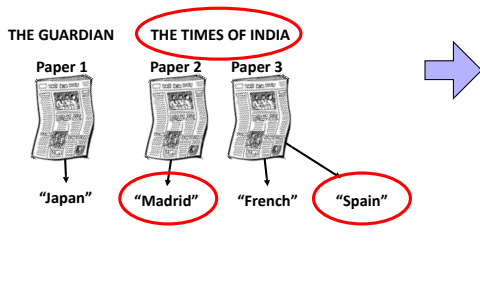 THE GUARDIAN THE TIMES OF INDIA
Paper 1 Paper 2 Paper 3
“Japan” “Madrid” “French” “Spain”